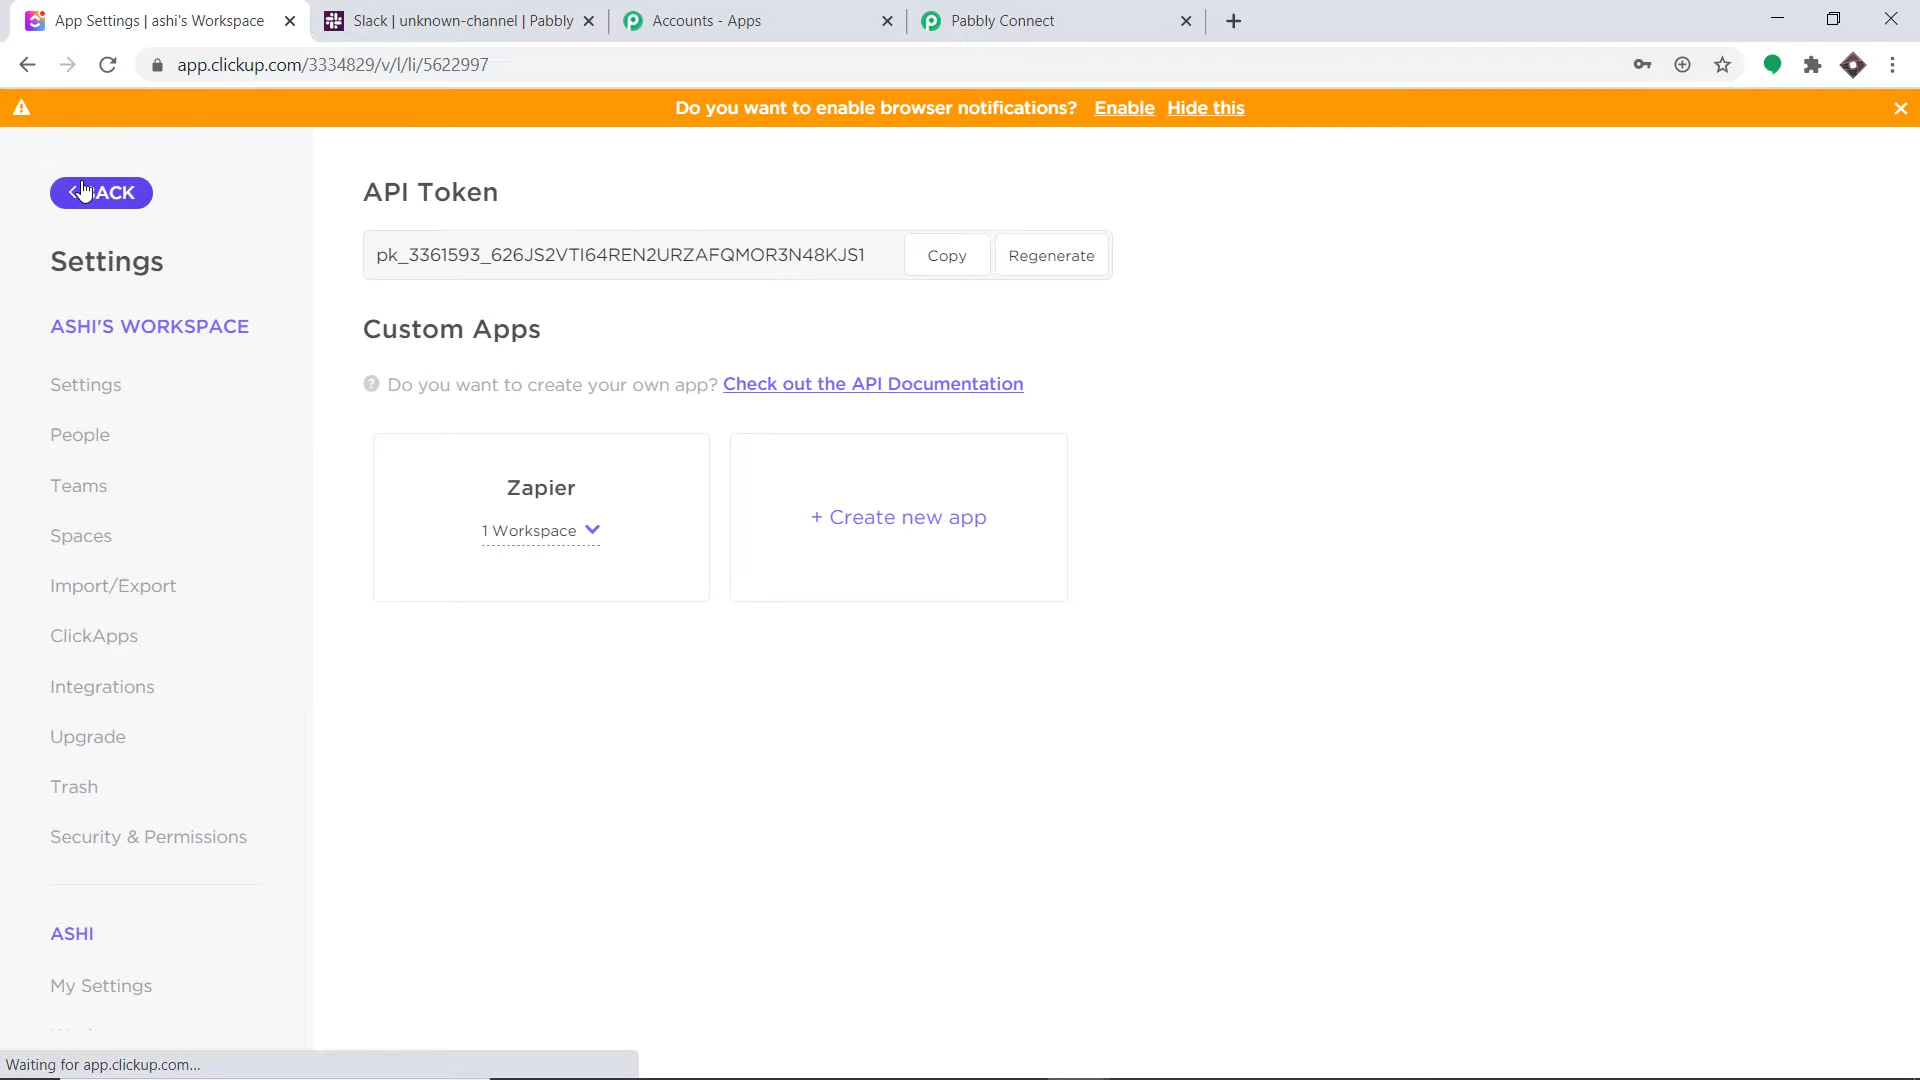 App Settings | ashi's Workspace
Slack | unknown-channel | Pabbly
Accounts - Apps
Pabbly Connect
app.clickup.com/3334829/v/l/li/5622997
Do you want to enable browser notifications? Enable Hide this
BACK
Settings
ASHI'S WORKSPACE
Settings
People
Teams
Spaces
Import/Export
ClickApps
Integrations
Upgrade
Trash
Security & Permissions
ASHI
My Settings
API Token
pk_3361593_626JS2VTI64REN2URZAFQMOR3N48KJS1
Copy
Regenerate
Custom Apps
Do you want to create your own app? Check out the API Documentation
Zapier
1 Workspace
+ Create new app
Waiting for app.clickup.com...